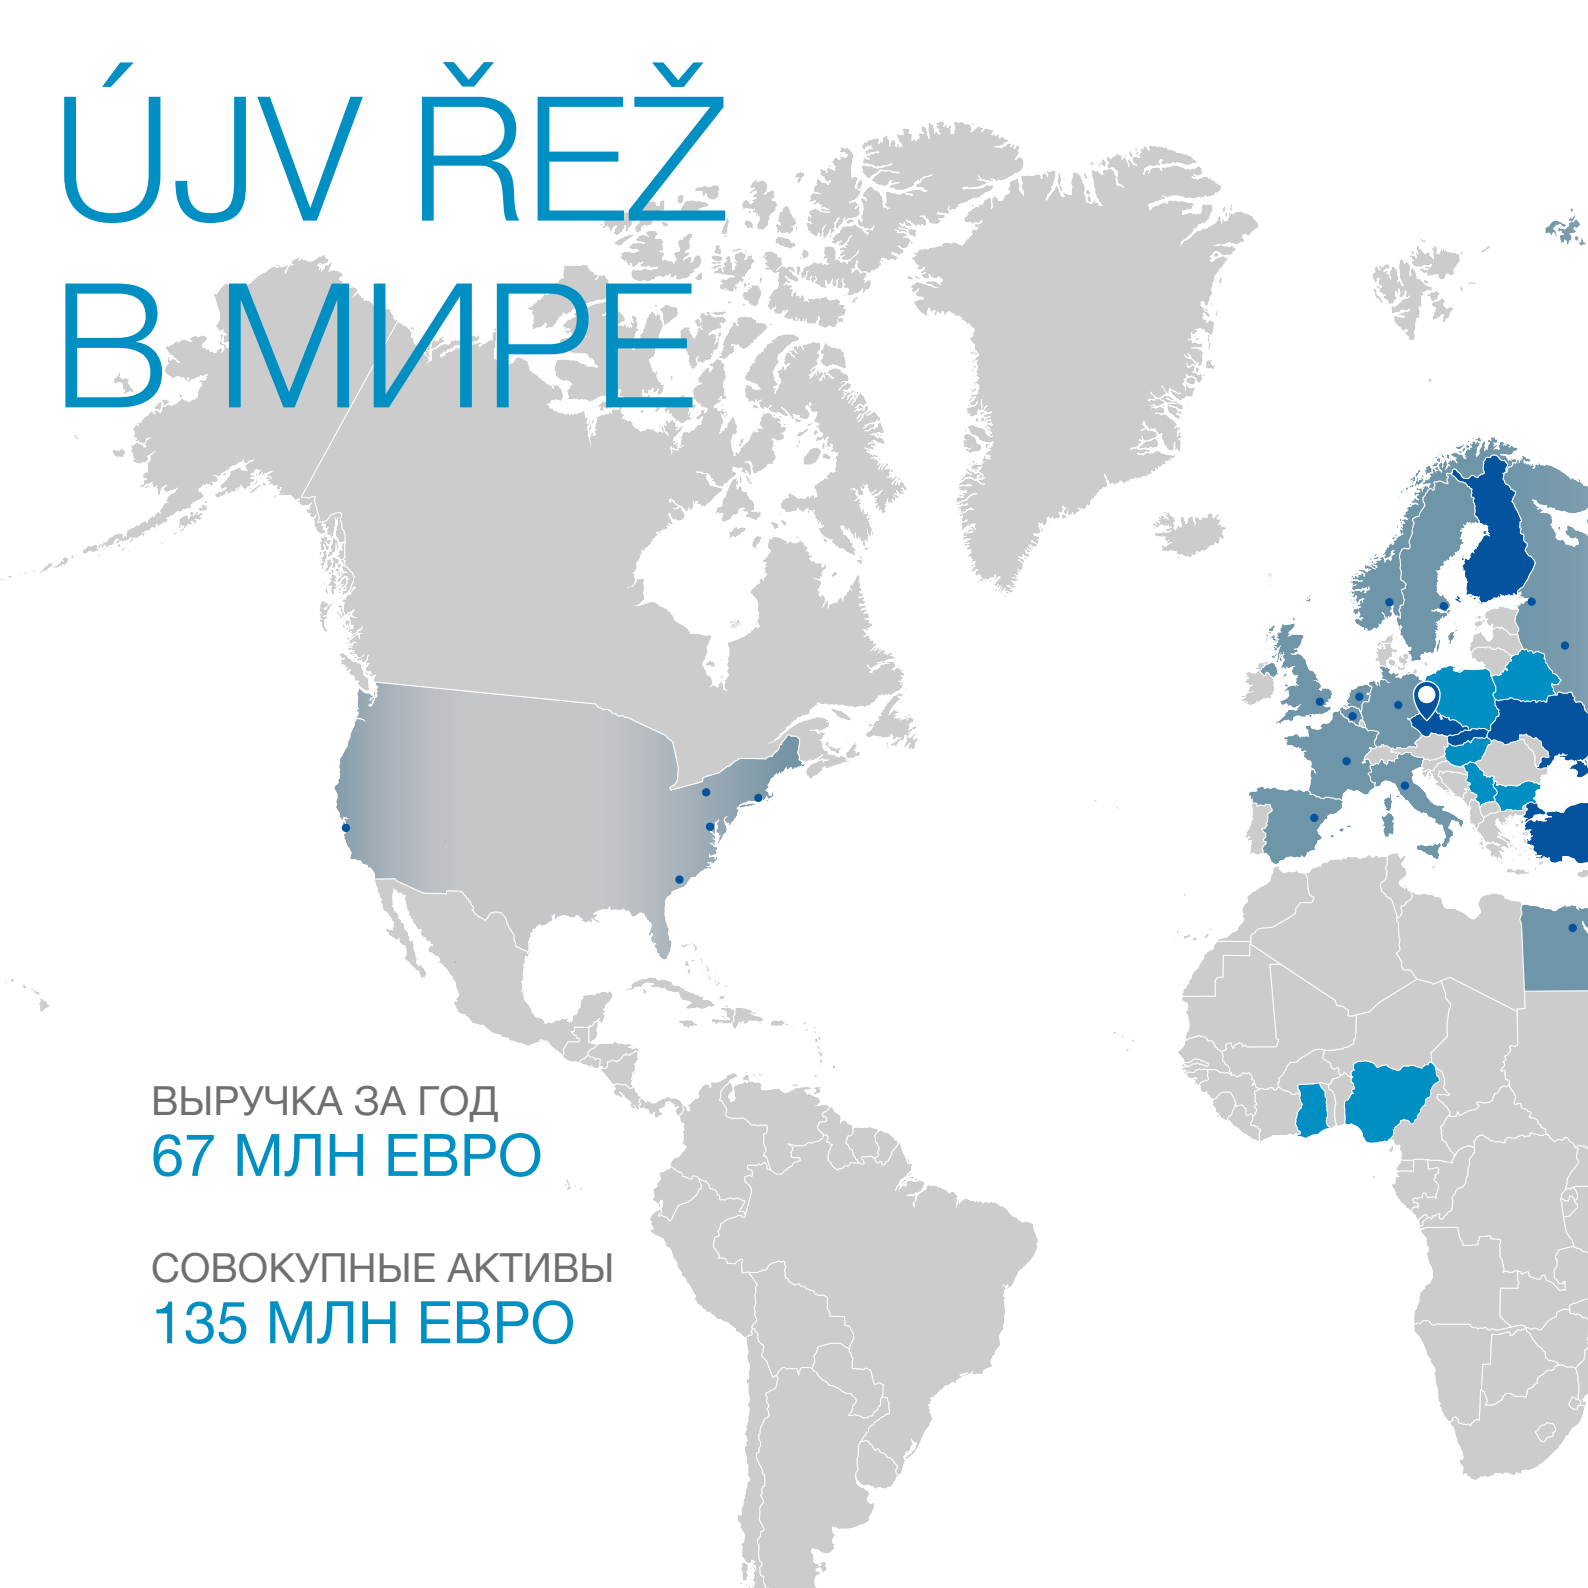 ÚJV ŘEŽ
В МИРЕ
ВЫРУЧКА ЗА ГОД
67 МЛН ЕВРО
СОВОКУПНЫЕ АКТИВЫ
135 МЛН ЕВРО